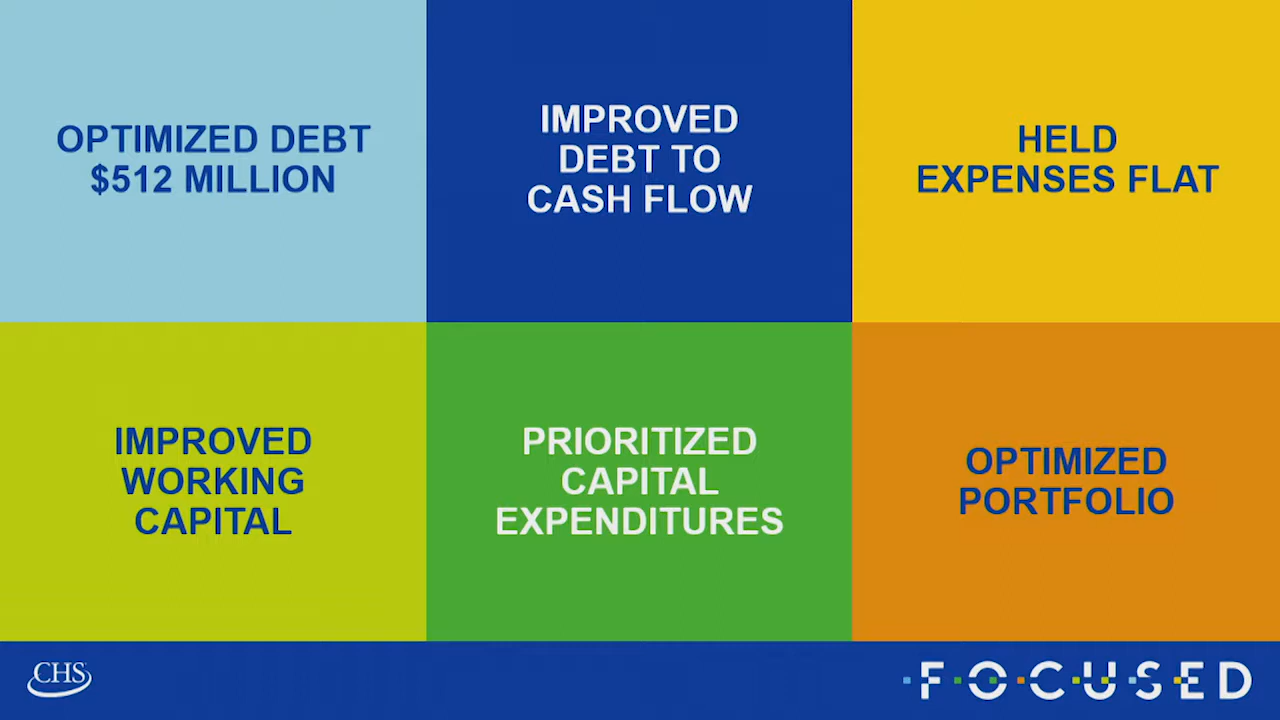 OPTIMIZED DEBT
$512 MILLION
IMPROVED
DEBT TO
CASH FLOW
HELD
EXPENSES FLAT
IMPROVED
WORKING
CAPITAL
PRIORITIZED
CAPITAL
EXPENDITURES
OPTIMIZED
PORTFOLIO
CHS
FOCUSED